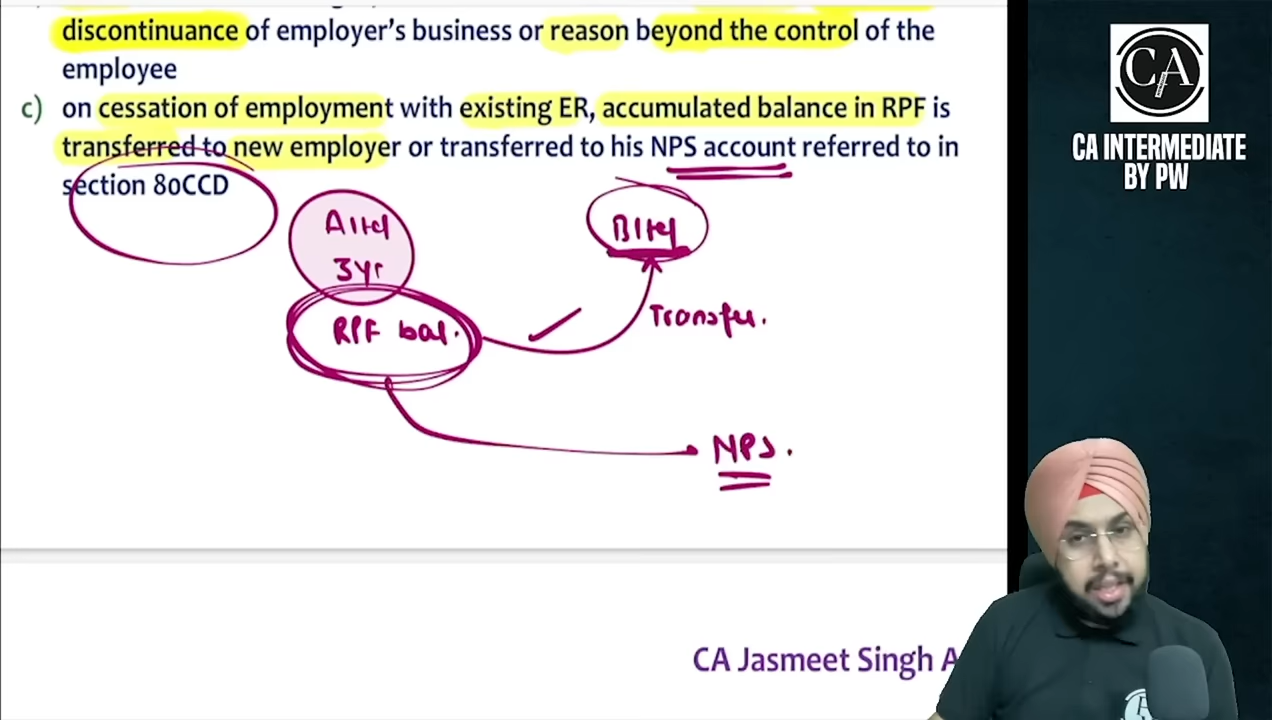 discontinuance of employer's business or reason beyond the control of the
employee
c) on cessation of employment with existing ER, accumulated balance in RPF is
transferred to new employer or transferred to his NPS account referred to in
section 80CCD
A ltd
3yr
RPF bal.
B ltd
Transfer.
NPS.
CA Jasmeet Singh A
CA
CA INTERMEDIATE
BY PW